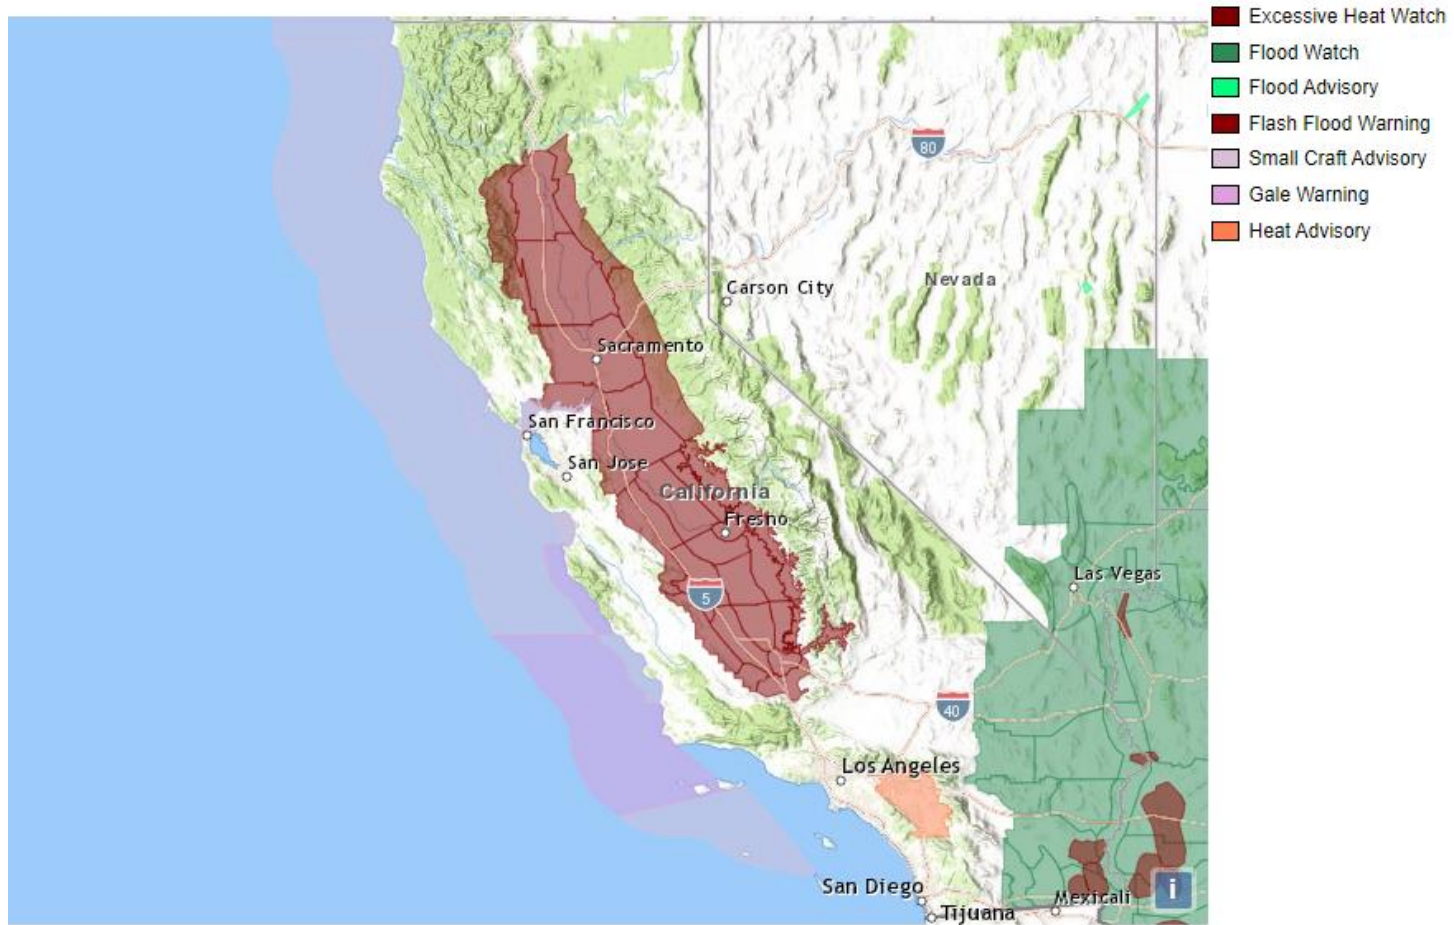 Excessive Heat Watch
Flood Watch
Flood Advisory
Flash Flood Warning
Small Craft Advisory
Gale Warning
Heat Advisory
80
Nevada
Carson City
Sacramento
San Francisco
San Jose
California
Fresno
Las Vegas
5
40
Los Angeles
San Diego
Mexicali
Tijuana
i